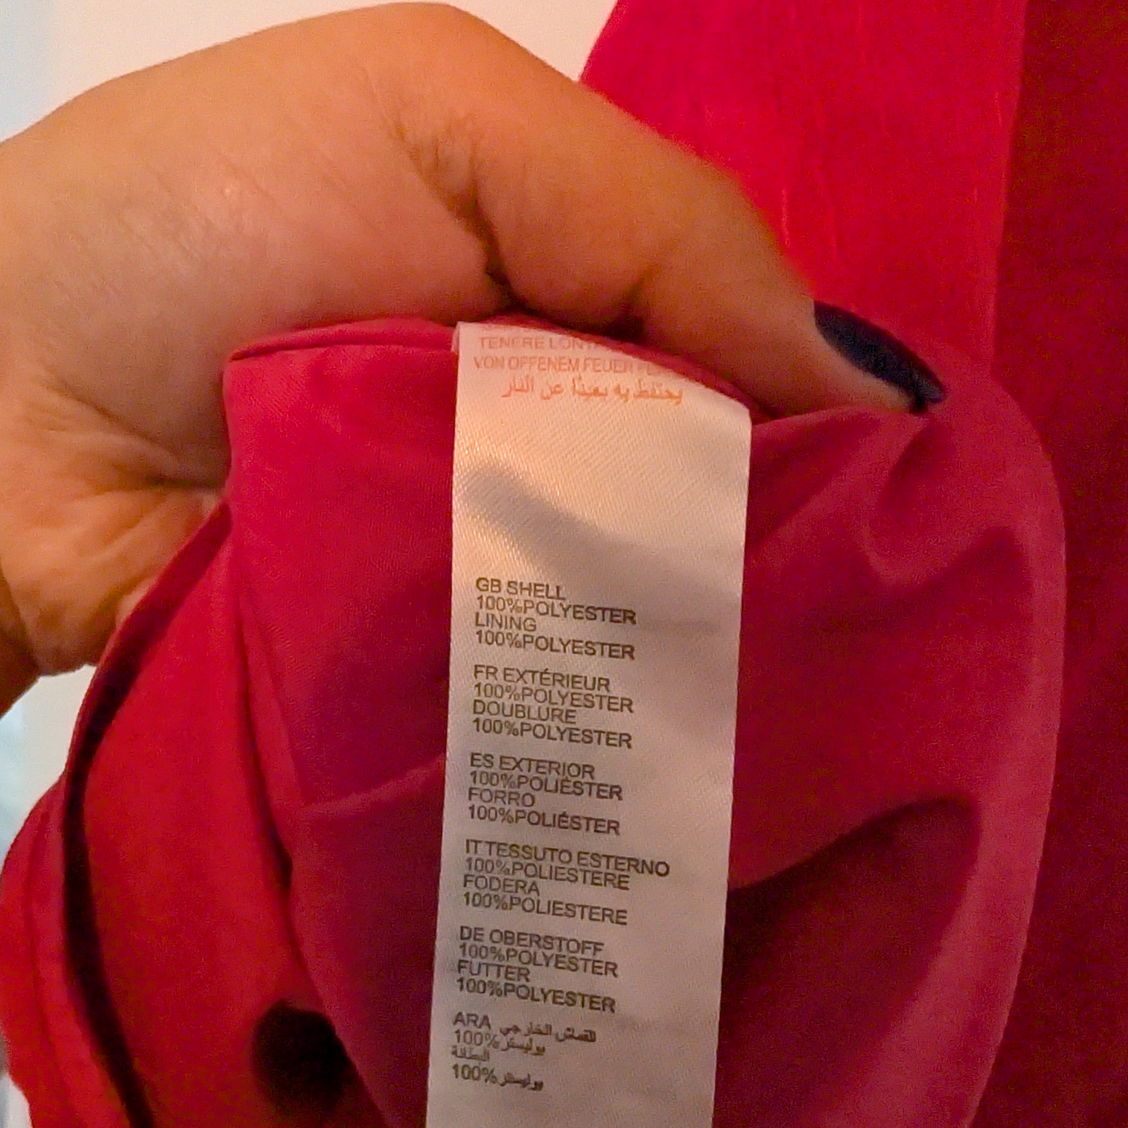 TENERE LONT
VON OFFENEM FEUER
يحتفظ به بعيدًا عن النار
GB SHELL
100%POLYESTER
LINING
100%POLYESTER
FR EXTÉRIEUR
100%POLYESTER
DOUBLURE
100%POLYESTER
ES EXTERIOR
100%POLIÉSTER
FORRO
100%POLIÉSTER
IT TESSUTO ESTERNO
100%POLIESTERE
FODERA
100%POLIESTERE
DE OBERSTOFF
100%POLYESTER
FUTTER
100%POLYESTER
ARA القماش الخارجي
100% بوليستر
البطانة
100% بوليستر